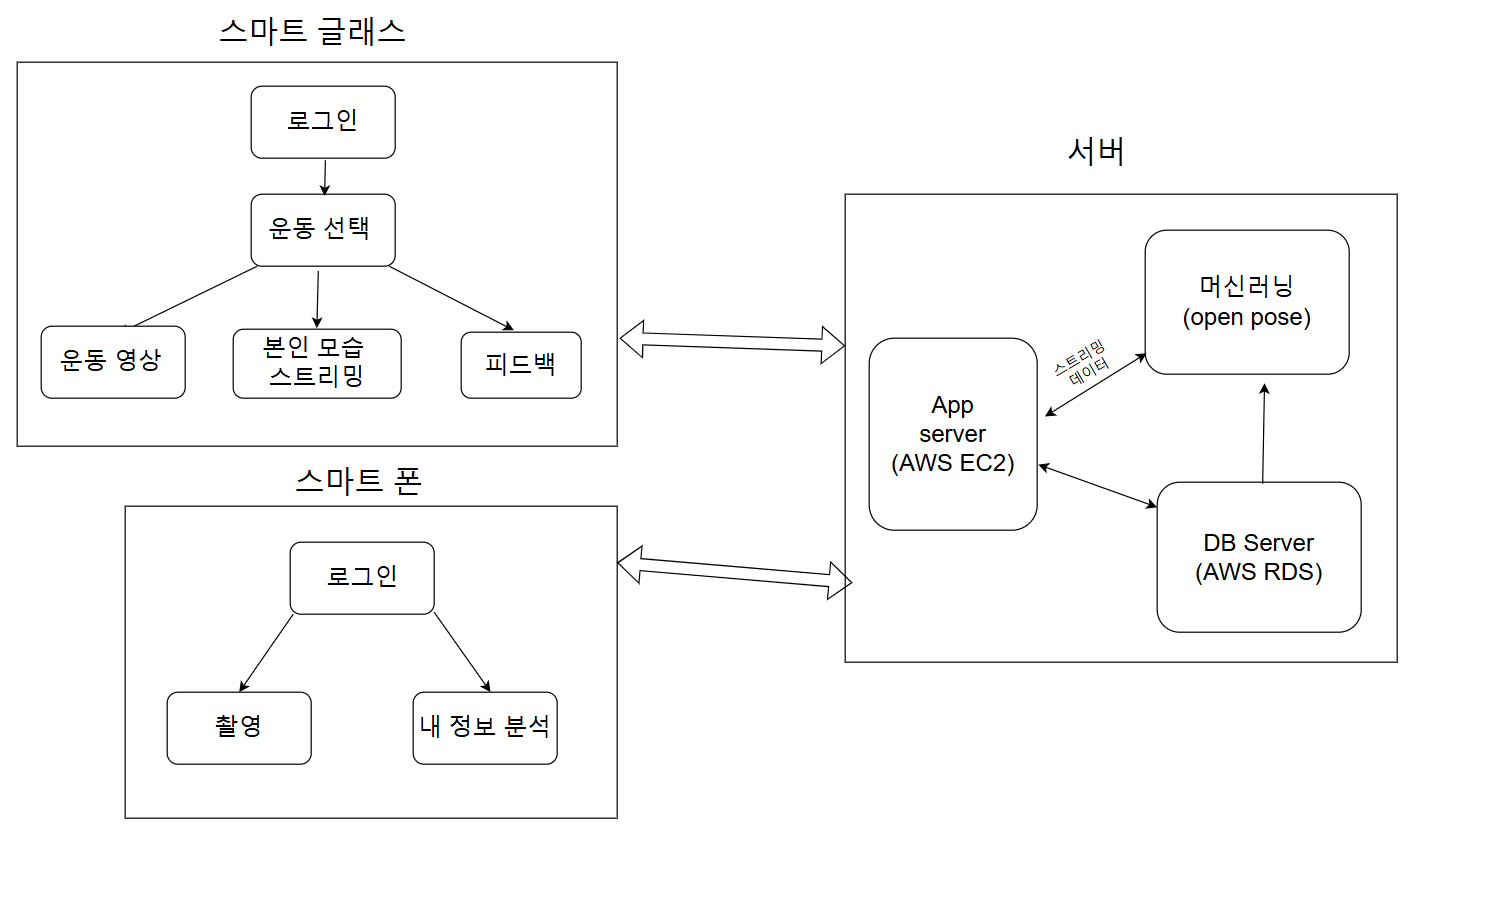 스마트 글래스
로그인
운동 선택
운동 영상
본인 모습
스트리밍
피드백
스마트 폰
로그인
촬영
내 정보 분석
서버
머신러닝
(open pose)
스트리밍
데이터
App
server
(AWS EC2)
DB Server
(AWS RDS)